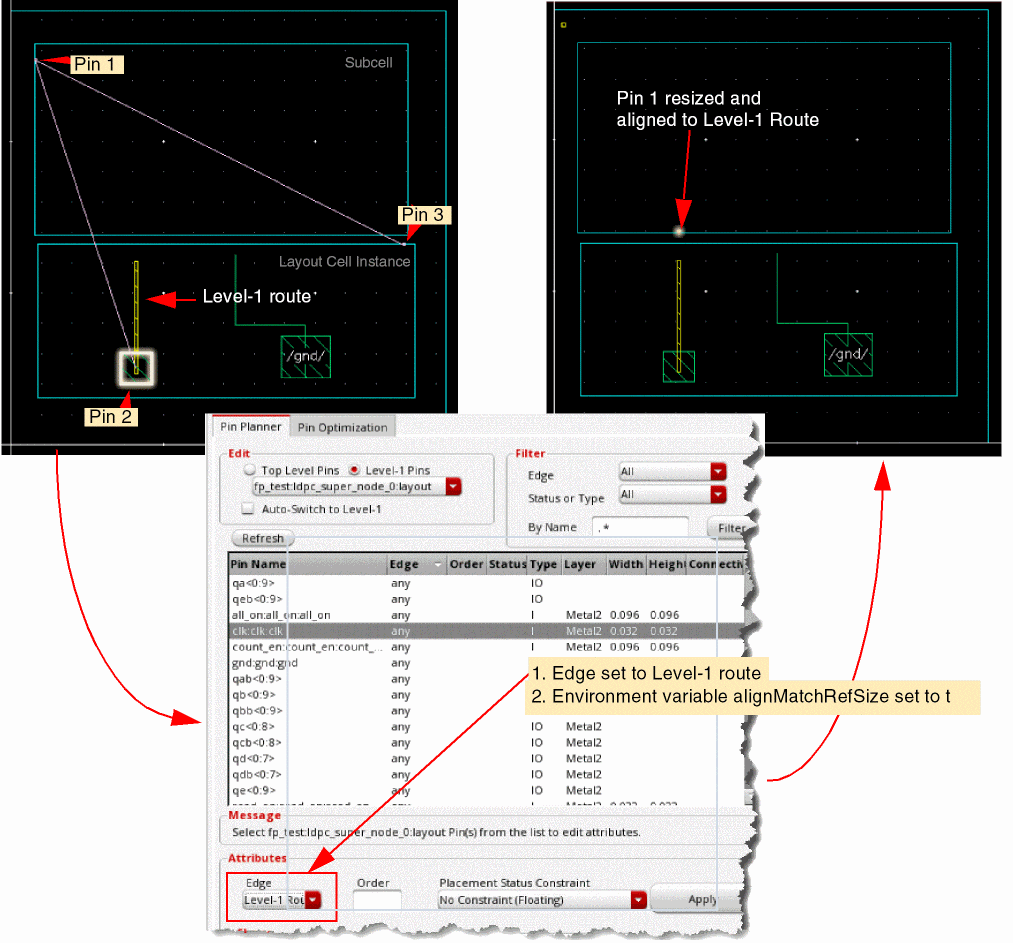 Pin 1
Subcell
Pin 3
Layout Cell Instance
Level-1 route
/gnd/
Pin 2
Pin 1 resized and
aligned to Level-1 Route
/gnd/
Pin Planner
Pin Optimization
Edit
Top Level Pins Level-1 Pins
fp_test:ldpc_super_node_0:layout
Auto-Switch to Level-1
Filter
Edge All
Status or Type All
By Name .* Filter
Refresh
Pin Name Edge Order Status Type Layer Width Height
qa<0:9> any IO
qeb<0:9> any IO
all_on:all_on:all_on any I Metal2 0.096 0.096
clk:clk:clk any I Metal2 0.032 0.032
count_en:count_en:count_... any I Metal2 0.096 0.096
gnd:gnd:gnd any
qab<0:9> any
qb<0:9> any
qbb<0:9> any
qc<0:8> any IO Metal2
qcb<0:8> any IO Metal2
qd<0:7> any IO Metal2
qdb<0:7> any IO Metal2
qe<0:9> any IO Metal2
1. Edge set to Level-1 route
2. Environment variable alignMatchRefSize set to t
Message
Select fp_test:ldpc_super_node_0:layout Pin(s) from the list to edit attributes.
Attributes
Edge Order Placement Status Constraint
Level-1 Rou No Constraint (Floating) Apply